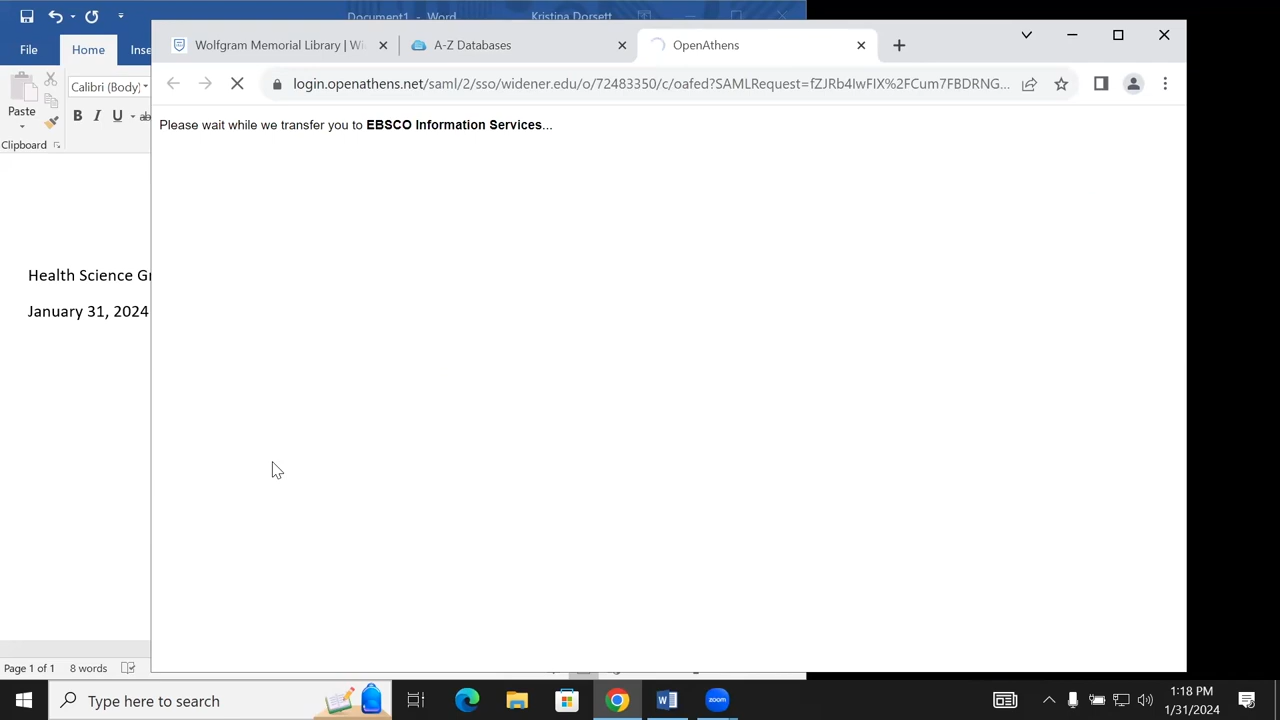 Document1 - Word
Kristina Dorsett
File
Home
Inse
Calibri (Body)
Paste
B I U ab
Clipboard
Wolfgram Memorial Library | Wi
A-Z Databases
OpenAthens
login.openathens.net/saml/2/sso/widener.edu/o/72483350/c/oafed?SAMLRequest=fZJRb4IwFIX%2FCum7FBDRNG...
Please wait while we transfer you to EBSCO Information Services...
Health Science Gr
January 31, 2024
Page 1 of 1
8 words
Type here to search
zoom
1:18 PM
1/31/2024